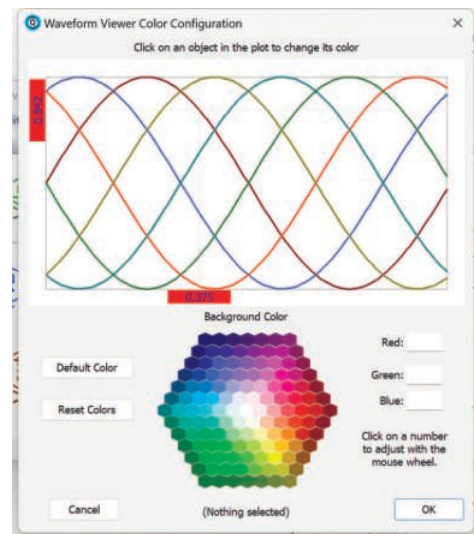 Waveform Viewer Color Configuration
Click on an object in the plot to change its color
0.842
0.375
Background Color
Red:
Default Color
Green:
Reset Colors
Blue:
Click on a number
to adjust with the
mouse wheel.
Cancel
(Nothing selected)
OK